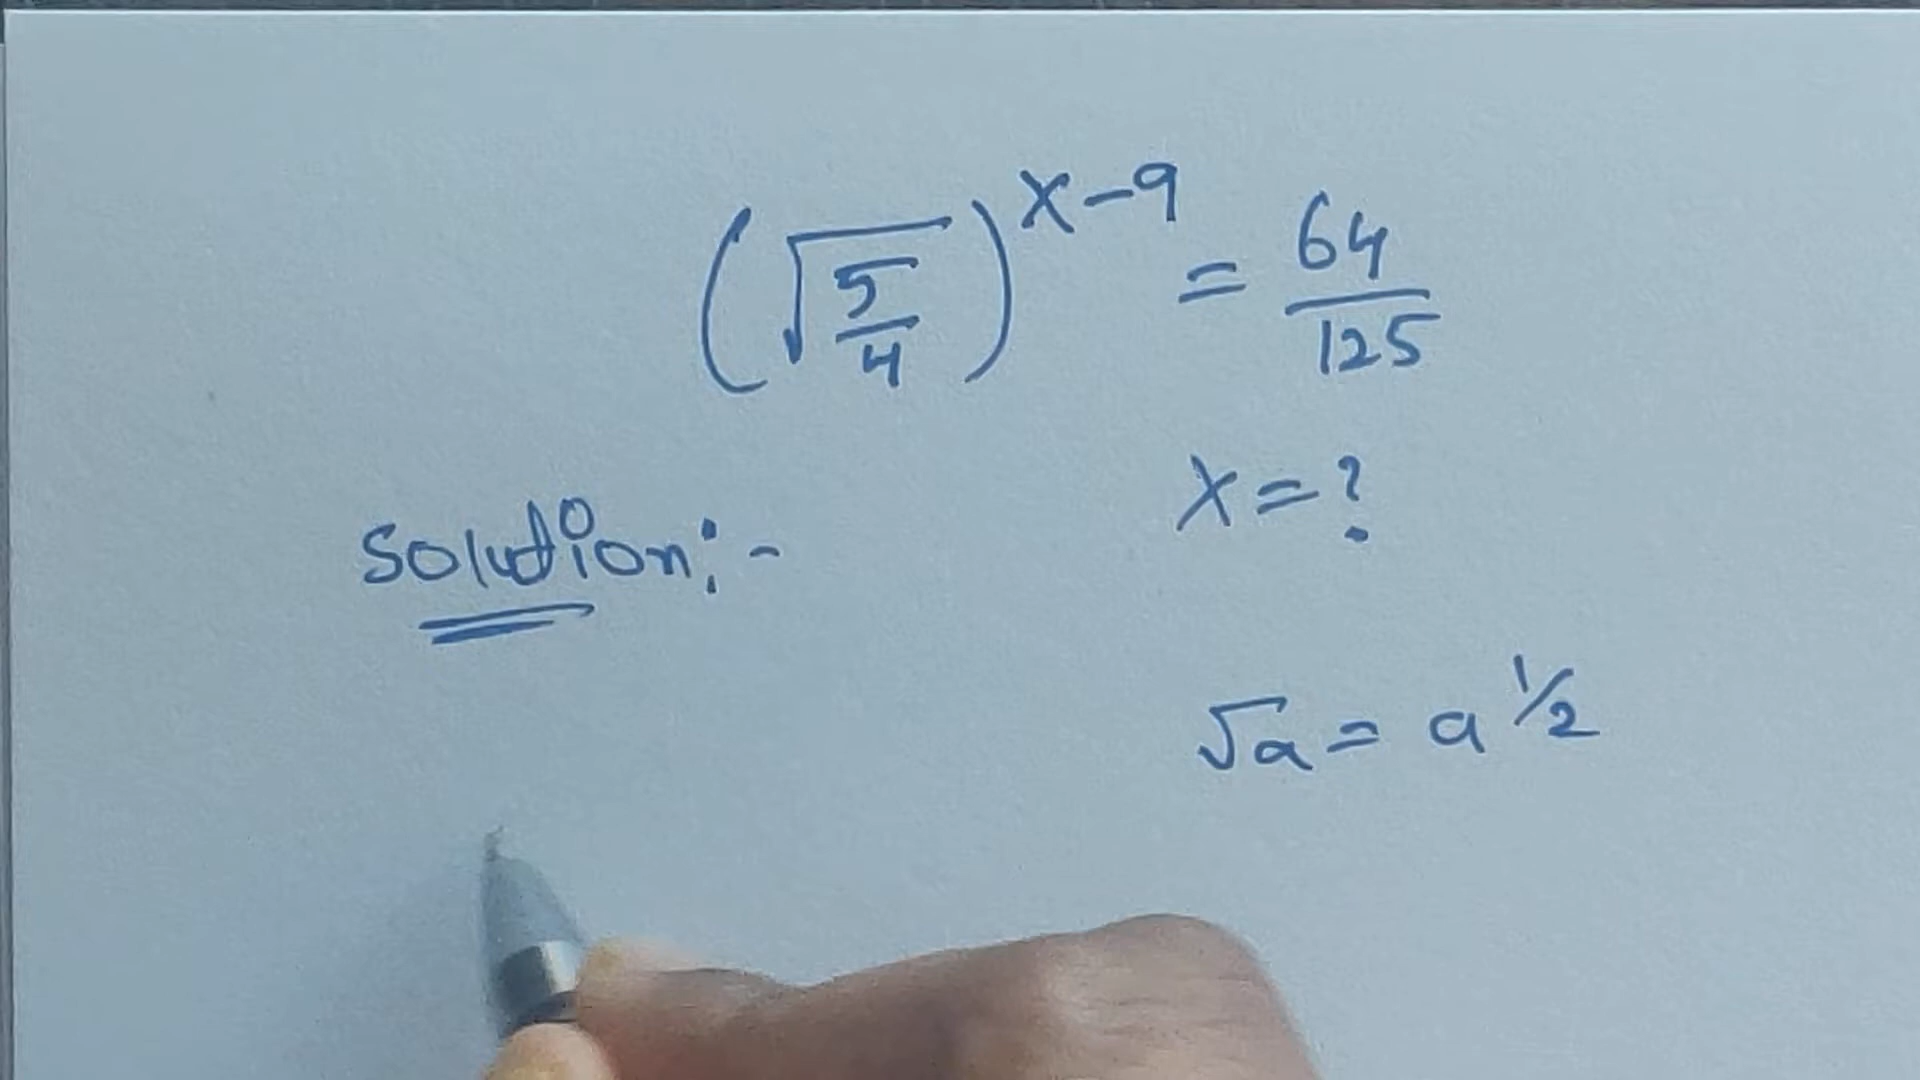 (√5/4)^x-9 = 64/125
x = ?
Solution:-
√a = a^1/2